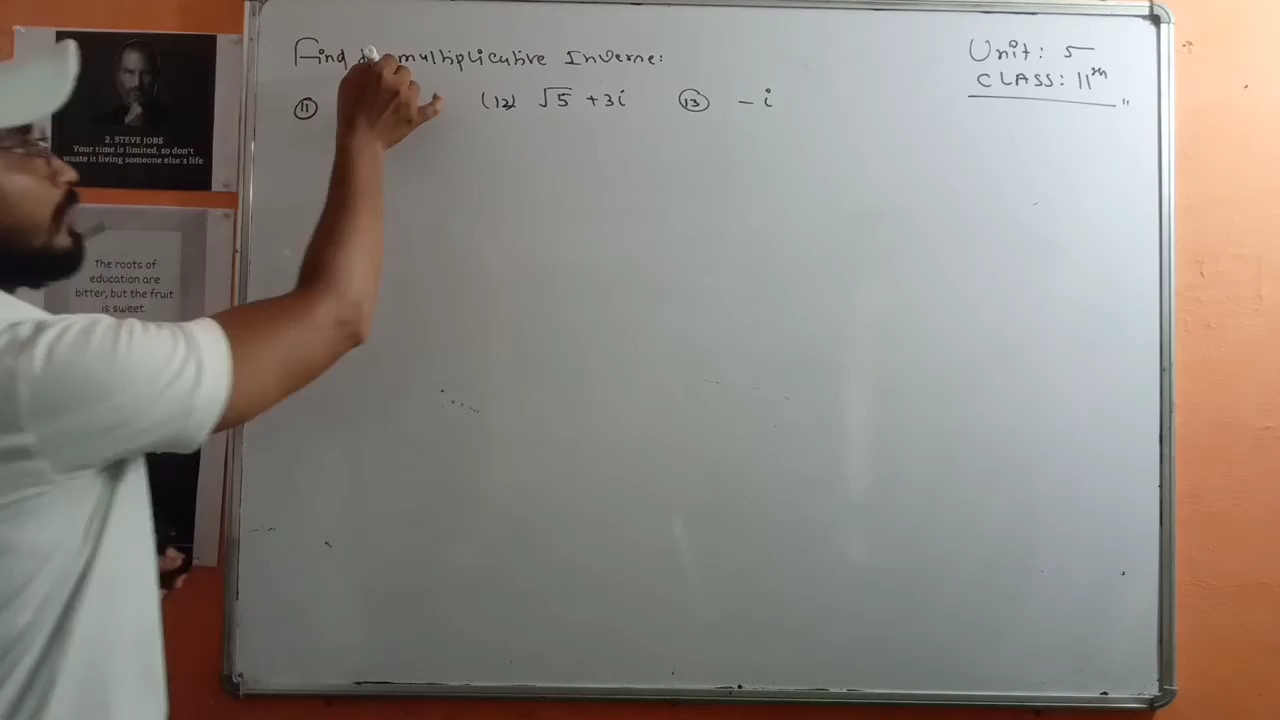 Find multiplicative Inverse:
Unit: 5
CLASS: 11th
(11) (12) √5 + 3i (13) - i
2. STEVE JOBS
Your time is limited, so don't
waste it living someone else's life
The roots of
education are
bitter, but the fruit
is sweet.